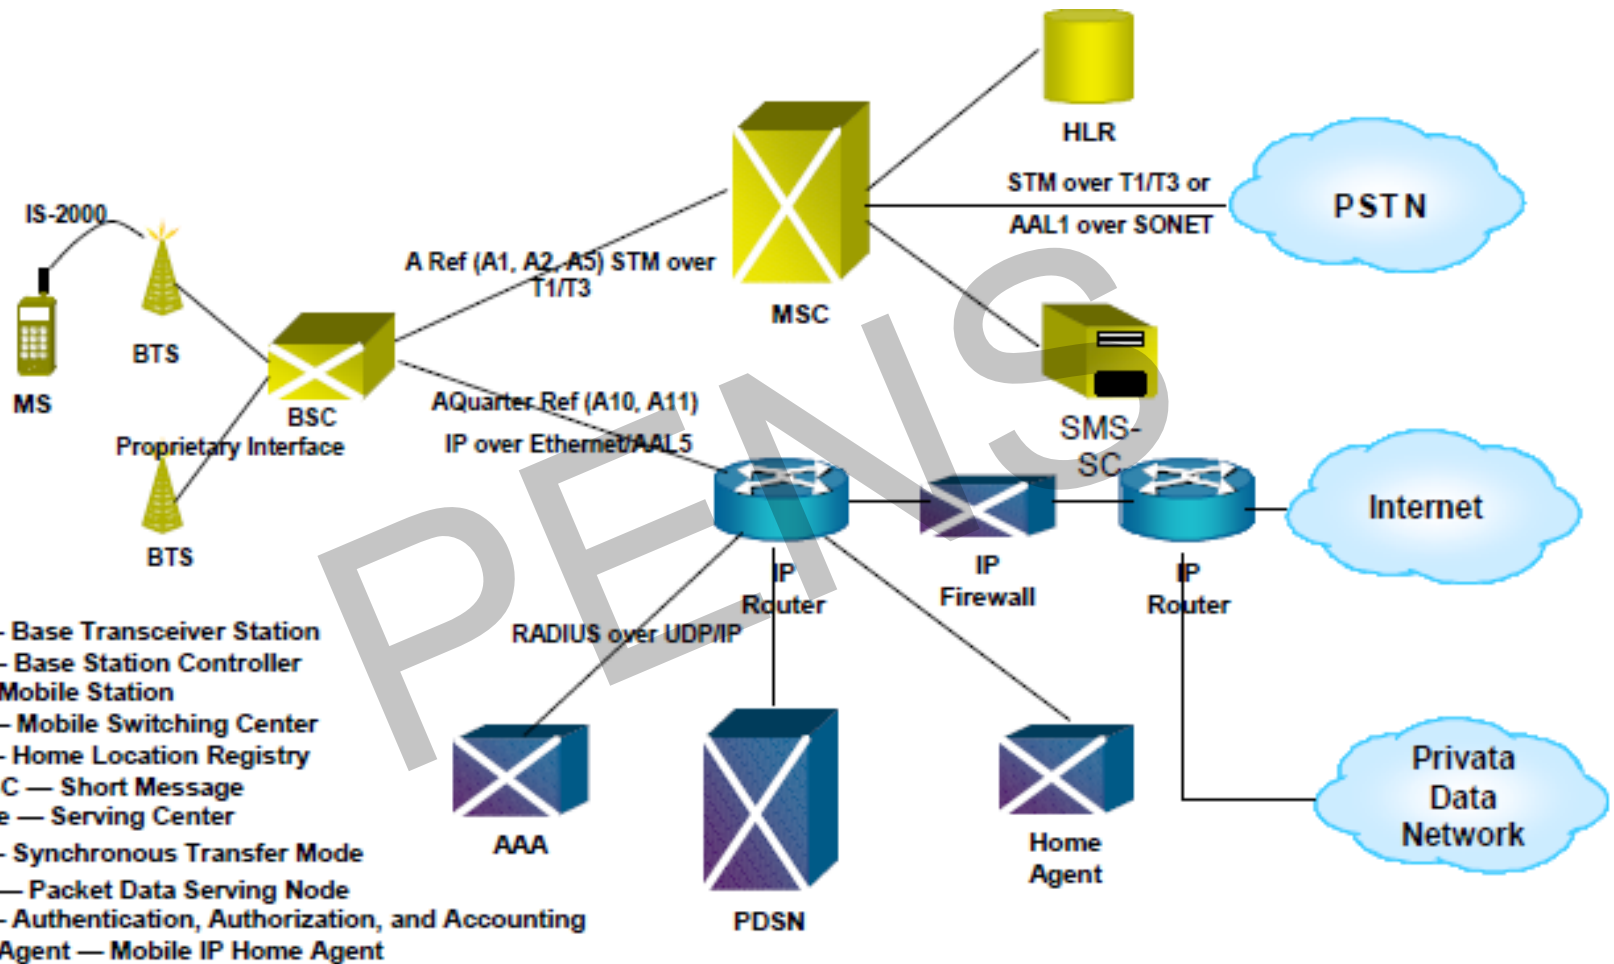 HLR
STM over T1/T3 or
AAL1 over SONET
PSTN
IS-2000
A Ref (A1, A2, A5) STM over
T1/T3
MSC
BTS
MS
BSC
Proprietary Interface
AQuarter Ref (A10, A11)
IP over Ethernet/AAL5
SMS-
SC
BTS
IP
Router
IP
Firewall
IP
Router
Internet
RADIUS over UDP/IP
- Base Transceiver Station
- Base Station Controller
Mobile Station
— Mobile Switching Center
- Home Location Registry
C — Short Message
e — Serving Center
- Synchronous Transfer Mode
— Packet Data Serving Node
- Authentication, Authorization, and Accounting
Agent — Mobile IP Home Agent
AAA
PDSN
Home
Agent
Privata
Data
Network
PENS